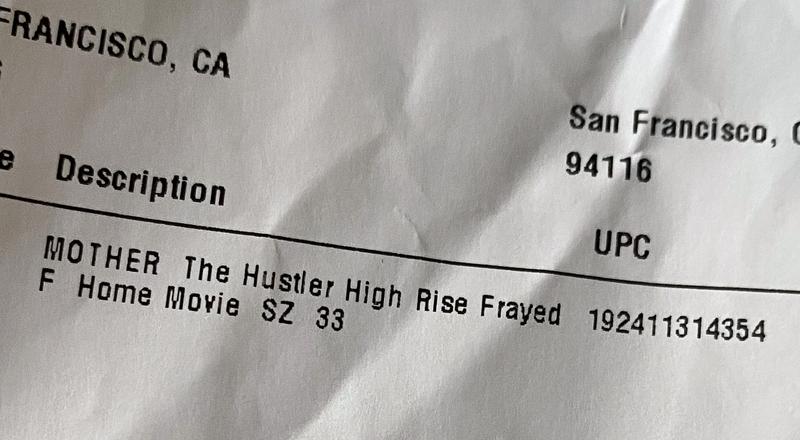 FRANCISCO, CA
San Francisco,
94116
Description
UPC
MOTHER The Hustler High Rise Frayed 192411314354
F Home Movie SZ 33